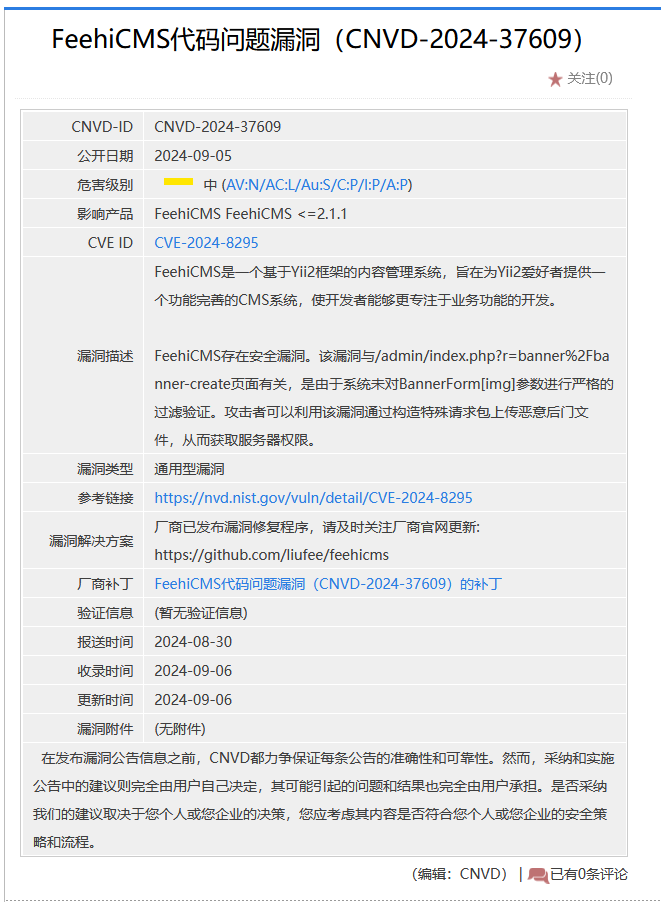 FeehiCMS代码问题漏洞（CNVD-2024-37609）
关注(0)
CNVD-ID CNVD-2024-37609
公开日期 2024-09-05
危害级别 中 (AV:N/AC:L/Au:S/C:P/I:P/A:P)
影响产品 FeehiCMS FeehiCMS <=2.1.1
CVE ID CVE-2024-8295
FeehiCMS是一个基于Yii2框架的内容管理系统，旨在为Yii2爱好者提供一
个功能完善的CMS系统，使开发者能够更专注于业务功能的开发。
漏洞描述 FeehiCMS存在安全漏洞。该漏洞与/admin/index.php?r=banner%2Fba
nner-create页面有关，是由于系统未对BannerForm[img]参数进行严格的
过滤验证。攻击者可以利用该漏洞通过构造特殊请求包上传恶意后门文
件，从而获取服务器权限。
漏洞类型 通用型漏洞
参考链接 https://nvd.nist.gov/vuln/detail/CVE-2024-8295
漏洞解决方案 厂商已发布漏洞修复程序，请及时关注厂商官网更新:
https://github.com/liufee/feehicms
厂商补丁 FeehiCMS代码问题漏洞（CNVD-2024-37609）的补丁
验证信息 (暂无验证信息)
报送时间 2024-08-30
收录时间 2024-09-06
更新时间 2024-09-06
漏洞附件 (无附件)
在发布漏洞公告信息之前，CNVD都力争保证每条公告的准确性和可靠性。然而，采纳和实施
公告中的建议则完全由用户自己决定，其可能引起的问题和结果也完全由用户承担。是否采纳
我们的建议取决于您个人或您企业的决策，您应考虑其内容是否符合您个人或您企业的安全策
略和流程。
（编辑：CNVD） | 已有0条评论